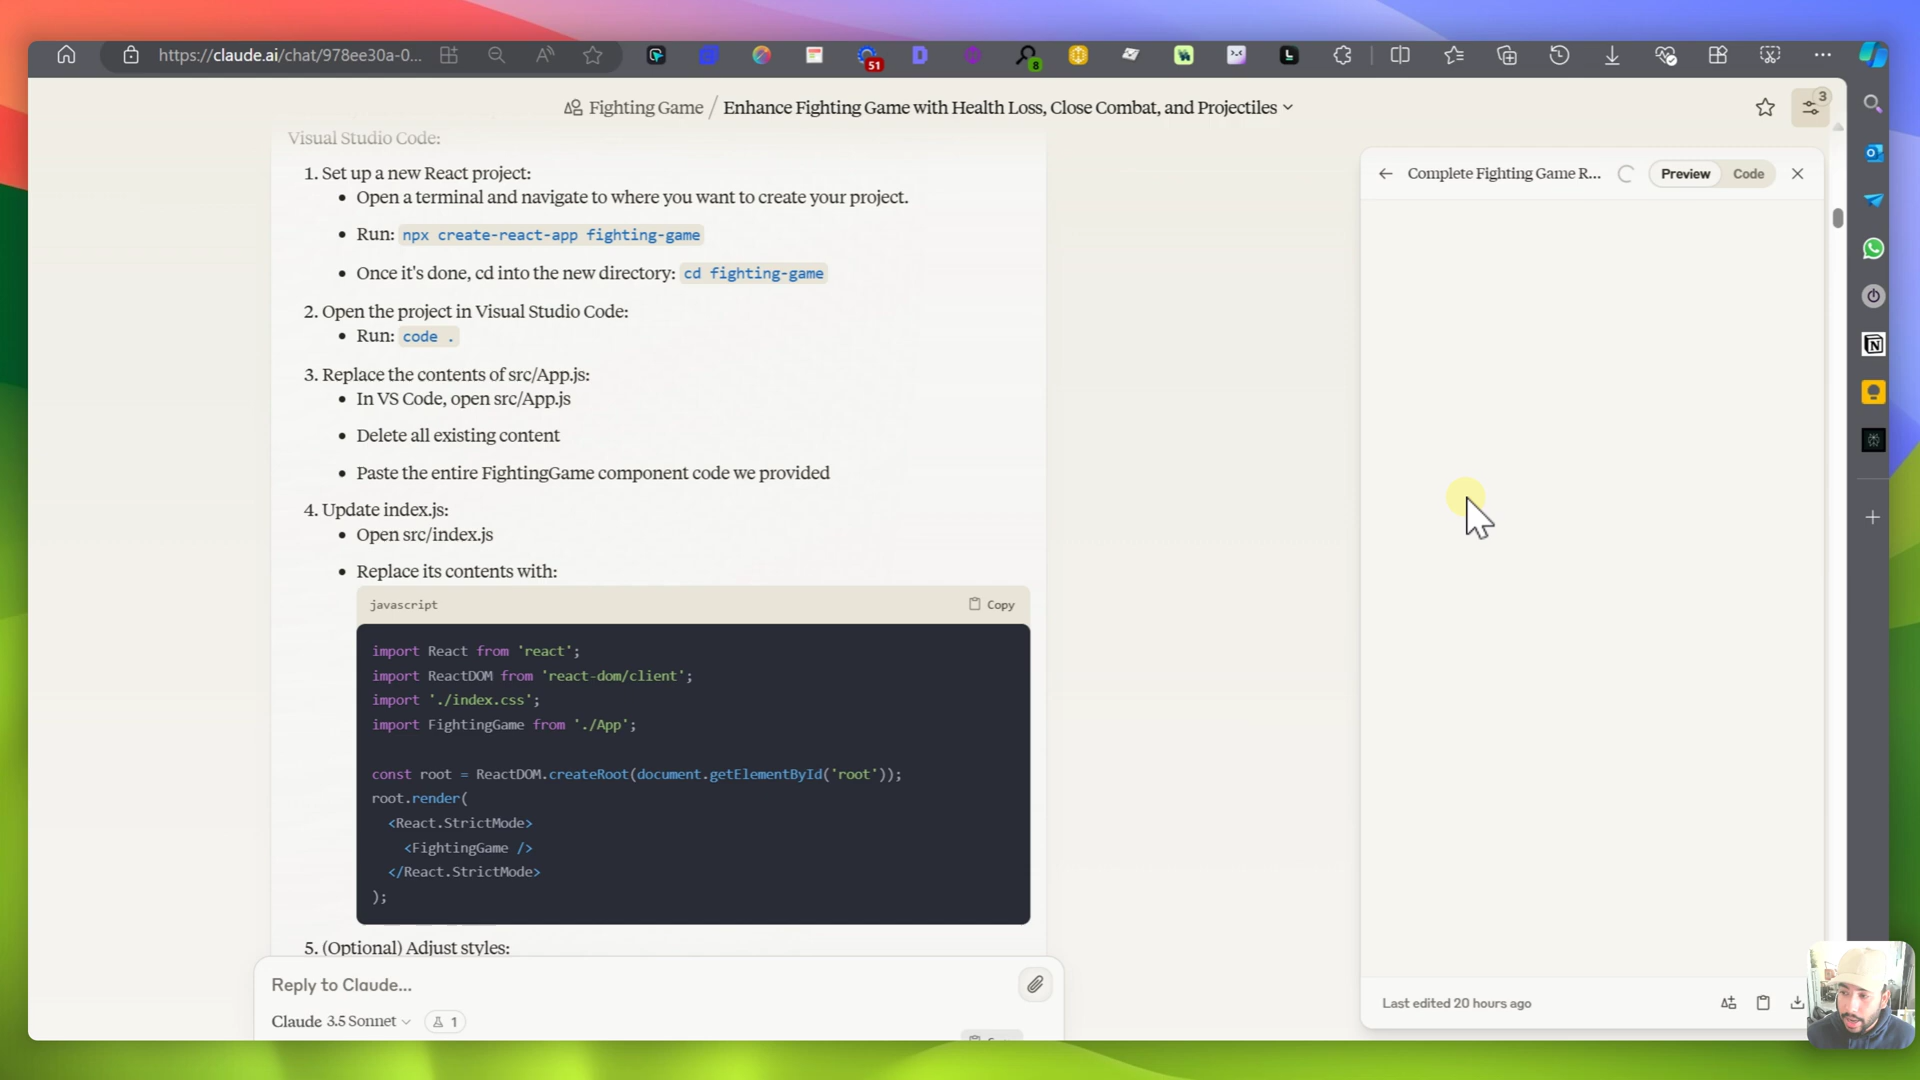 https://claude.ai/chat/978ee30a-0...
51
8
Fighting Game / Enhance Fighting Game with Health Loss, Close Combat, and Projectiles
3
Visual Studio Code:
1. Set up a new React project:
• Open a terminal and navigate to where you want to create your project.
• Run: npx create-react-app fighting-game
• Once it's done, cd into the new directory: cd fighting-game
2. Open the project in Visual Studio Code:
• Run: code .
3. Replace the contents of src/App.js:
• In VS Code, open src/App.js
• Delete all existing content
• Paste the entire FightingGame component code we provided
4. Update index.js:
• Open src/index.js
• Replace its contents with:
javascript
Copy
import React from 'react';
import ReactDOM from 'react-dom/client';
import './index.css';
import FightingGame from './App';
const root = ReactDOM.createRoot(document.getElementById('root'));
root.render(
<React.StrictMode>
<FightingGame />
</React.StrictMode>
);
5. (Optional) Adjust styles:
Reply to Claude...
Claude 3.5 Sonnet
1
Complete Fighting Game R...
Preview
Code
Last edited 20 hours ago